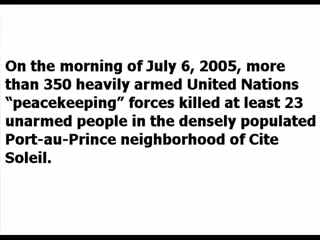 On the morning of July 6, 2005, more
than 350 heavily armed United Nations
“peacekeeping” forces killed at least 23
unarmed people in the densely populated
Port-au-Prince neighborhood of Cite
Soleil.